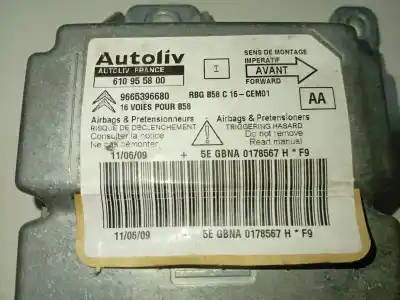 Autoliv
AUTOLIV FRANCE
610 95 58 00
9665396680
16 VOIES POUR B58
I
RBG B58 C 16-CEM01
SENS DE MONTAGE
IMPERATIF
AVANT
FORWARD
AA
Airbags & Pretensionneurs
RISQUE DE DECLENCHEMENT
Consulter la notice
Ne pas démonter
Airbags & Pretensioners
TRIGGERING HASARD
Do not remove
Read manual
11/06/09 + 5E GBNA 0178567 H * F9
11/06/09 + 5E GBNA 0178567 H * F9